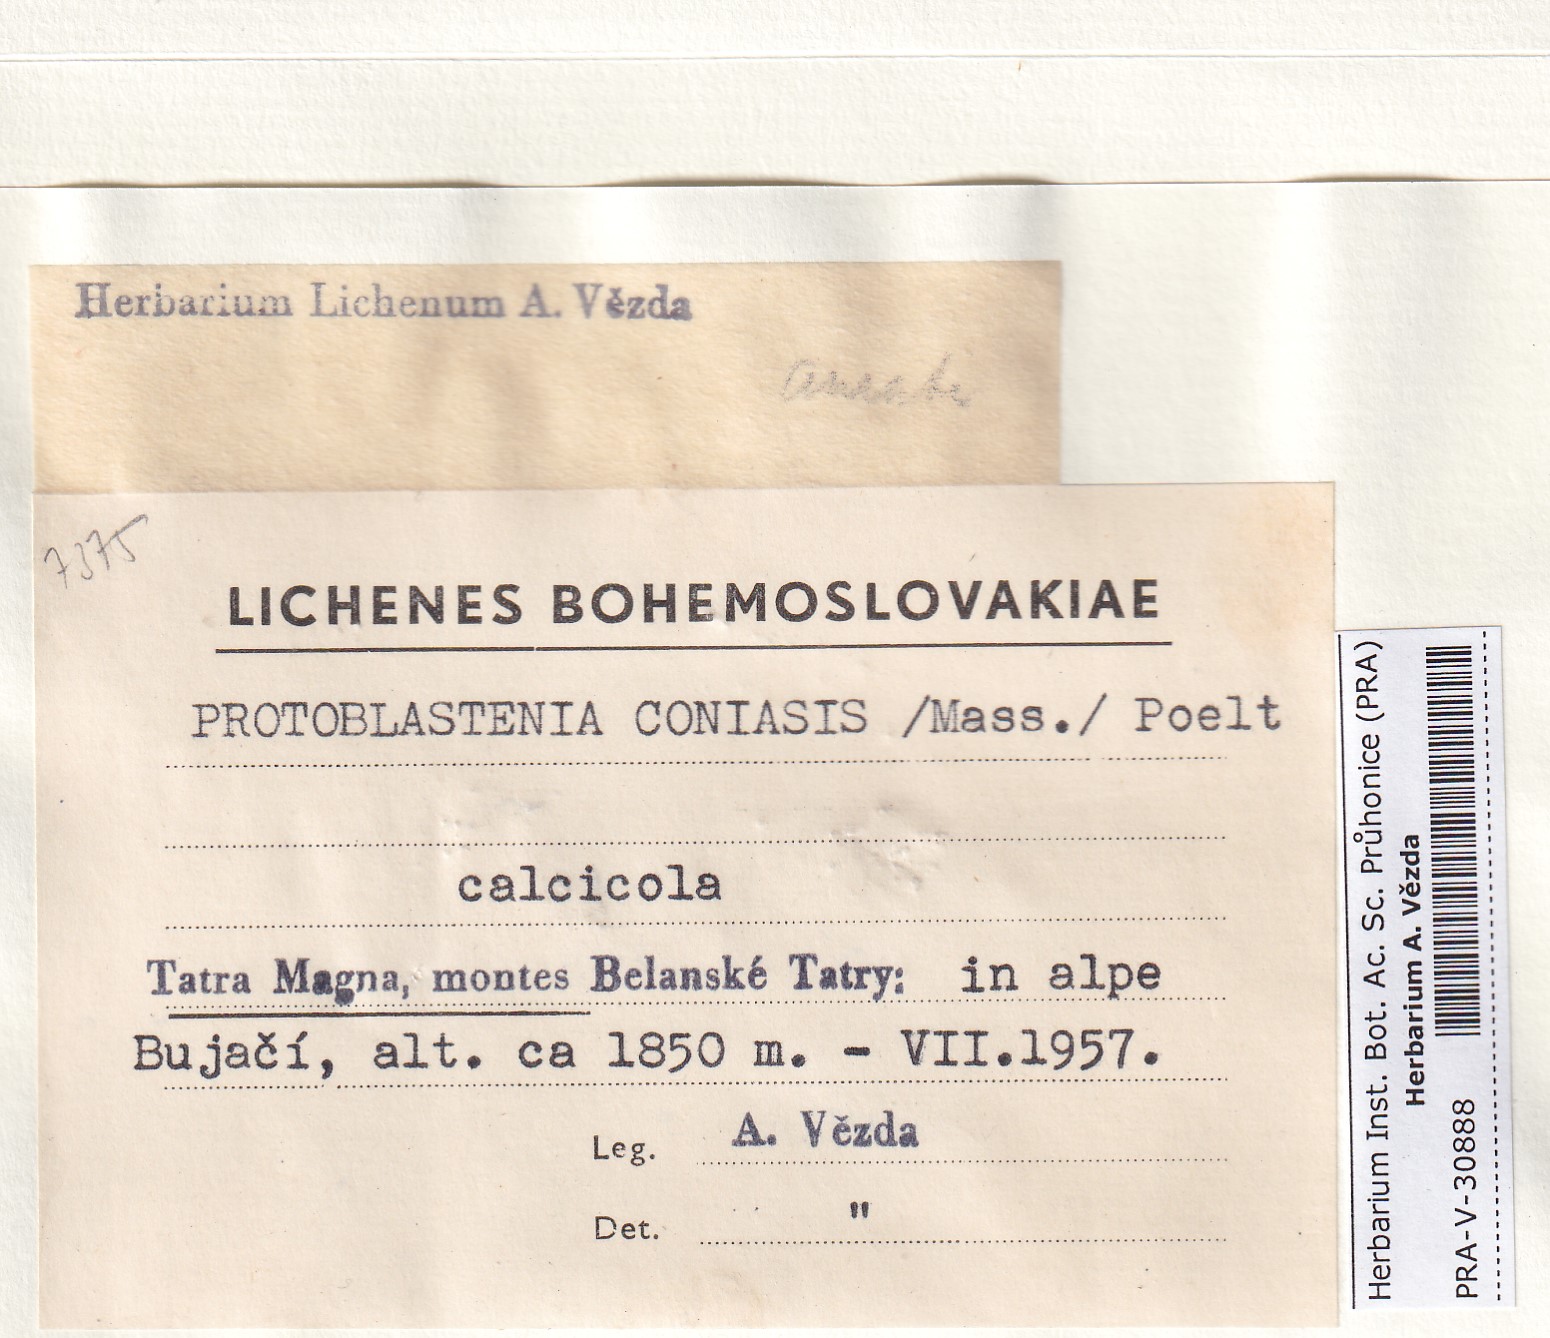 Herbarium Lichenum A. Vězda
7375
LICHENES BOHEMOSLOVAKIAE
PROTOBLASTENIA CONIASIS /Mass./ Poelt
calcicola
Tatra Magna, montes Belanské Tatry: in alpe
Bujačí, alt. ca 1850 m. - VII.1957.
Leg. A. Vězda
Det. "
Herbarium Inst. Bot. Ac. Sc. Průhonice (PRA)
Herbarium A. Vězda
PRA-V-30888